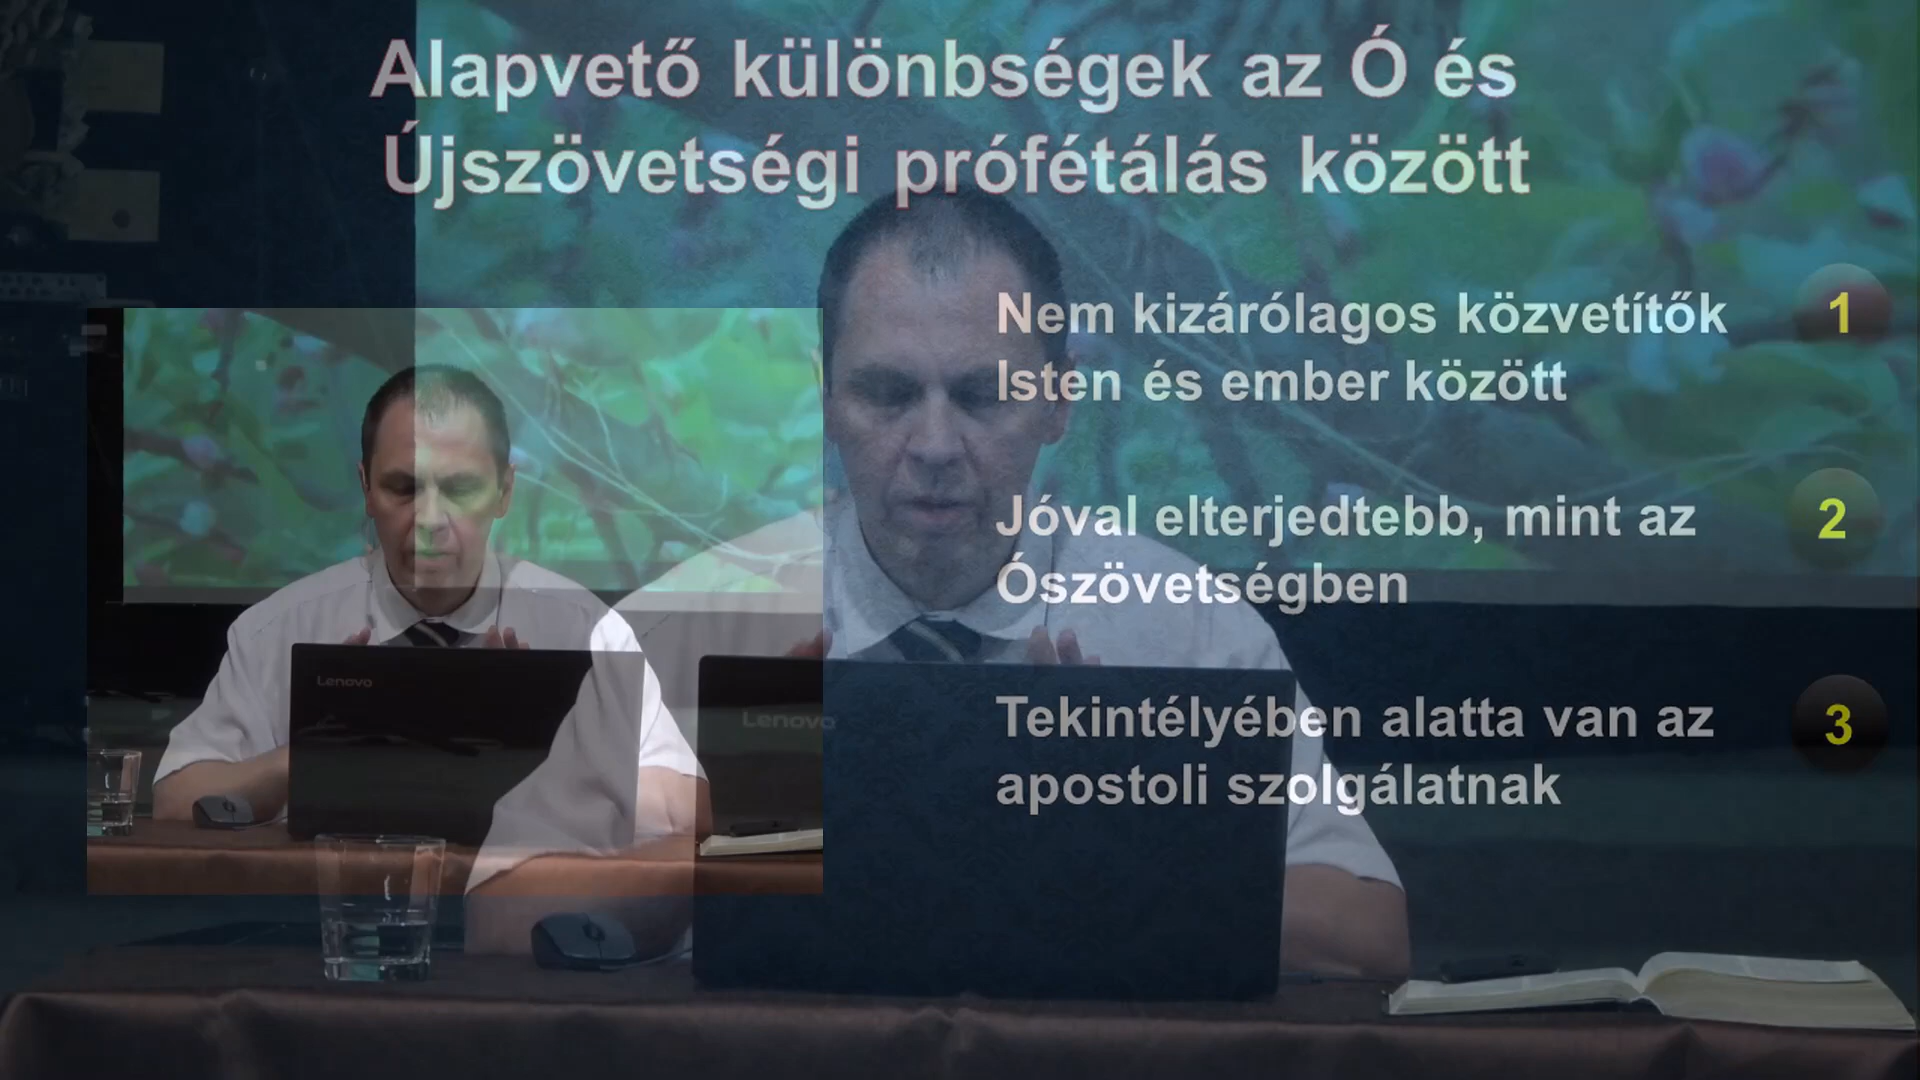 Alapvető különbségek az Ó és
Újszövetségi prófétálás között
Nem kizárólagos közvetítők
Isten és ember között
1
Jóval elterjedtebb, mint az
Ószövetségben
2
Tekintélyében alatta van az
apostoli szolgálatnak
3
Lenovo
Lenovo